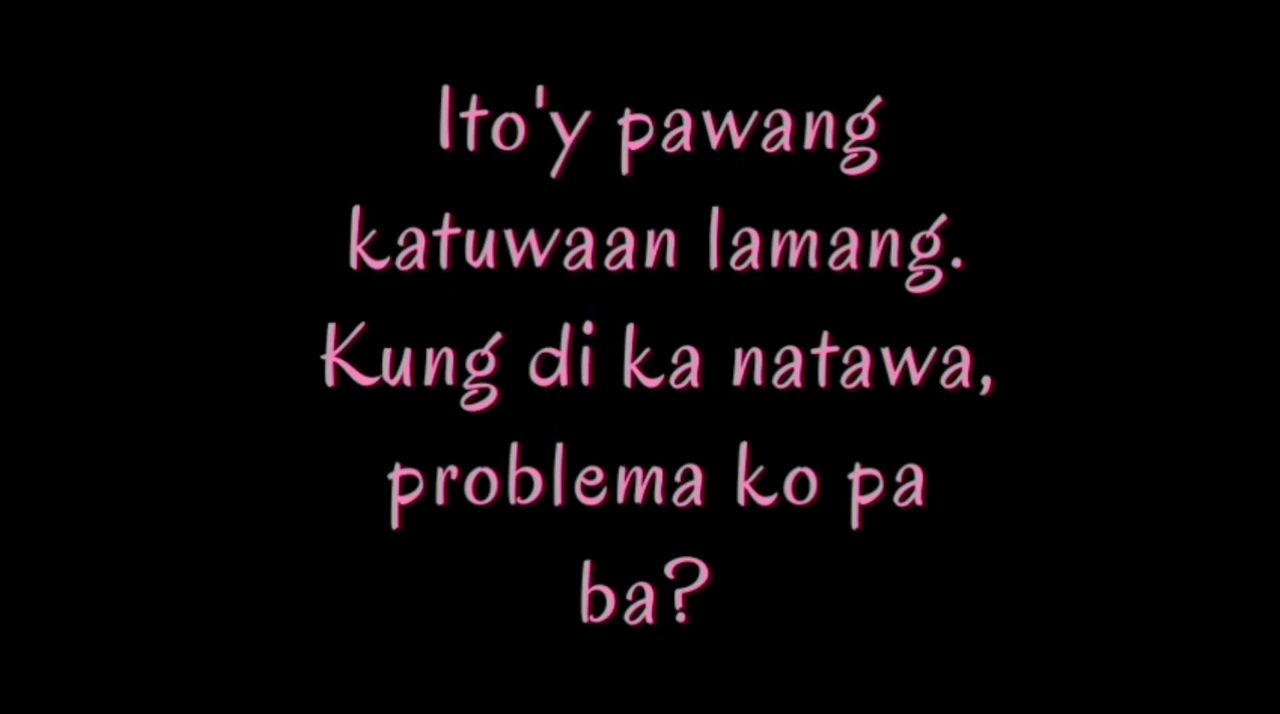 Ito'y pawang
katuwaan lamang.
Kung di ka natawa,
problema ko pa
ba?